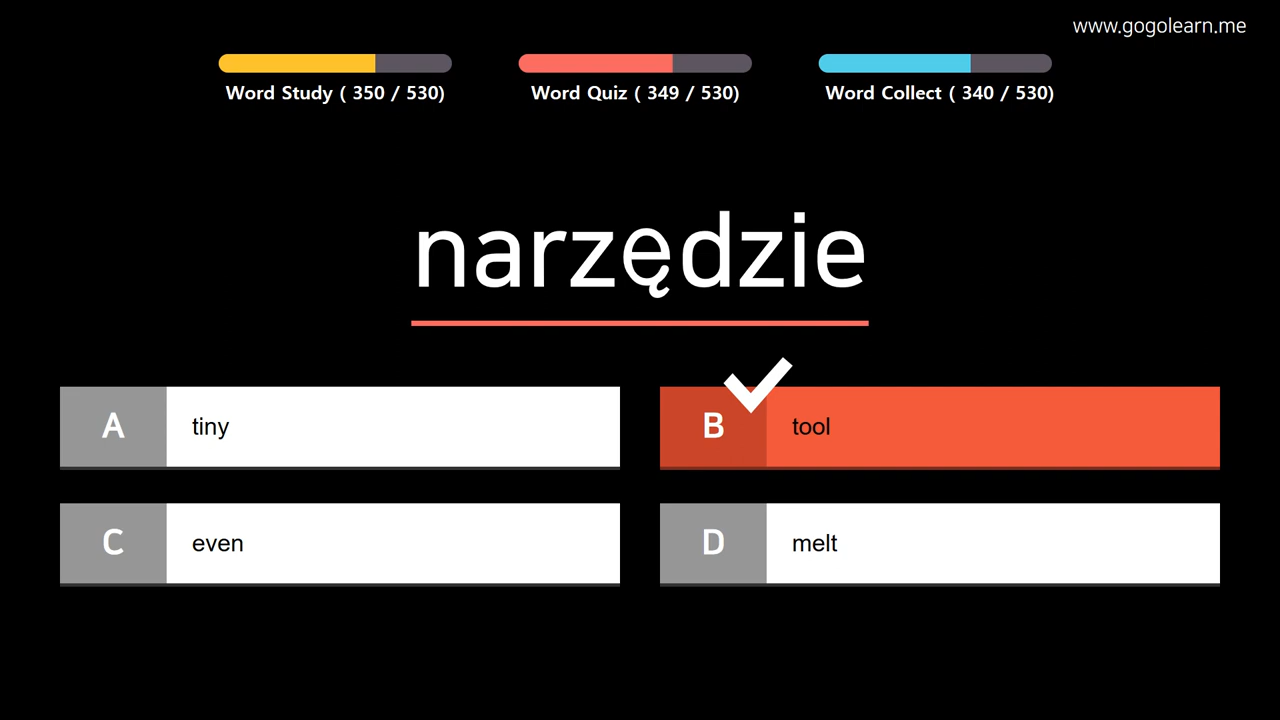 www.gogolearn.me
Word Study ( 350 / 530)
Word Quiz ( 349 / 530)
Word Collect ( 340 / 530)
narzędzie
A tiny
B tool
C even
D melt